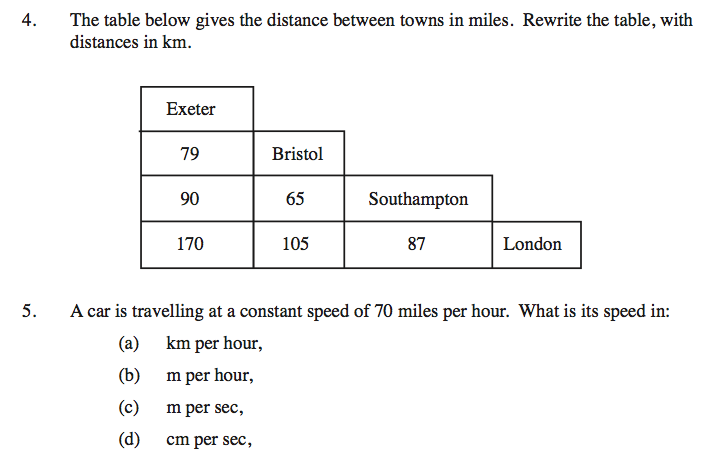 4. The table below gives the distance between towns in miles. Rewrite the table, with
distances in km.
Exeter
79 Bristol
90 65 Southampton
170 105 87 London
5. A car is travelling at a constant speed of 70 miles per hour. What is its speed in:
(a) km per hour,
(b) m per hour,
(c) m per sec,
(d) cm per sec,